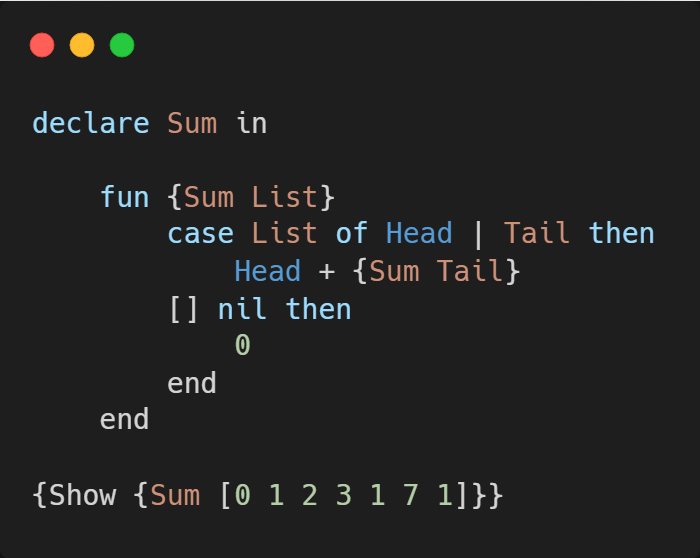 declare Sum in
fun {Sum List}
case List of Head | Tail then
Head + {Sum Tail}
[] nil then
0
end
end
{Show {Sum [0 1 2 3 1 7 1]}}